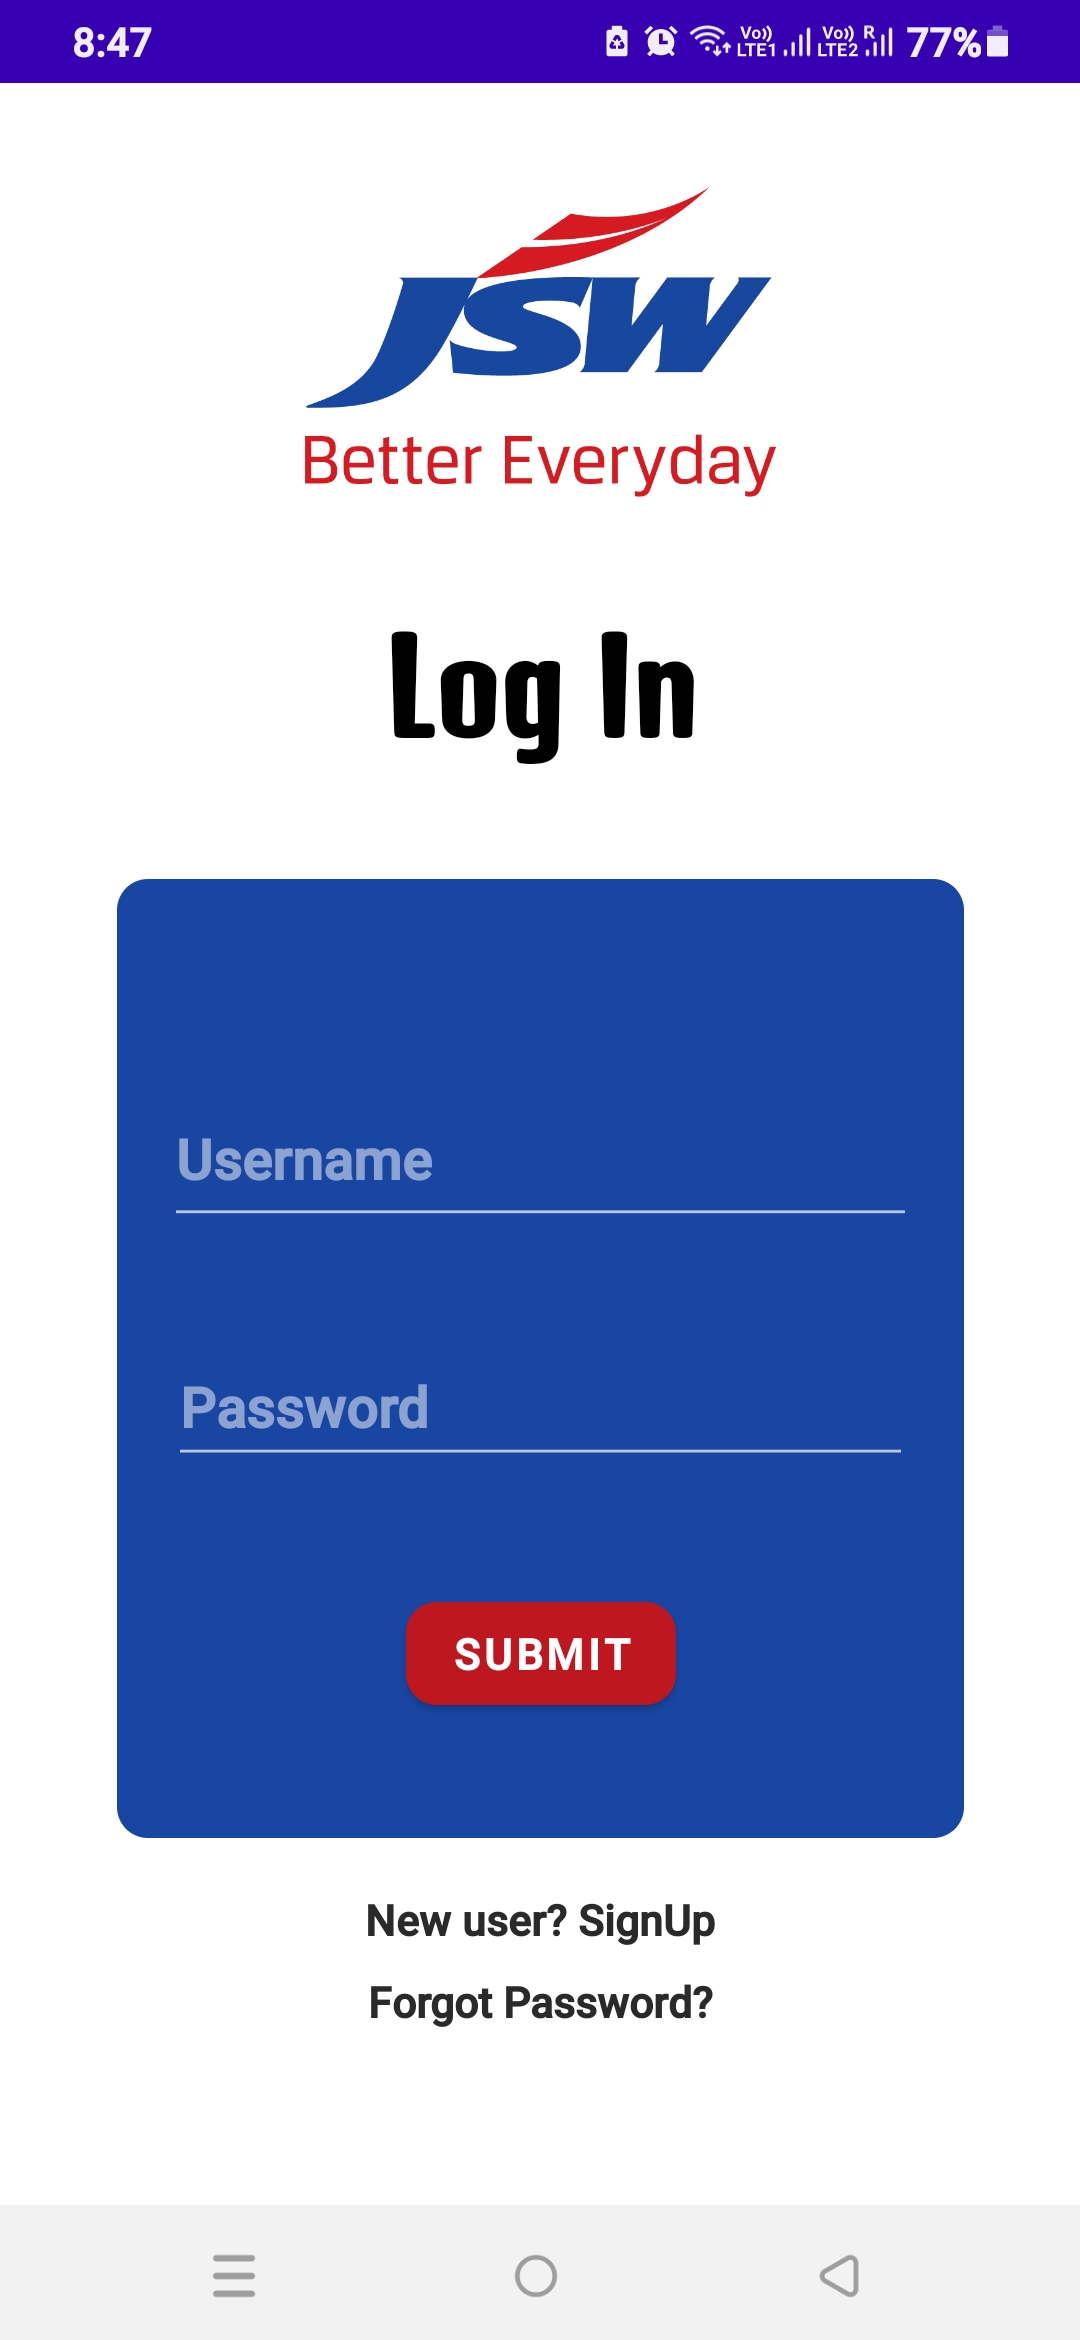 8:47 Vo)) LTE1 Vo)) LTE2 R 77%
JSW
Better Everyday
Log In
Username
Password
SUBMIT
New user? SignUp
Forgot Password?